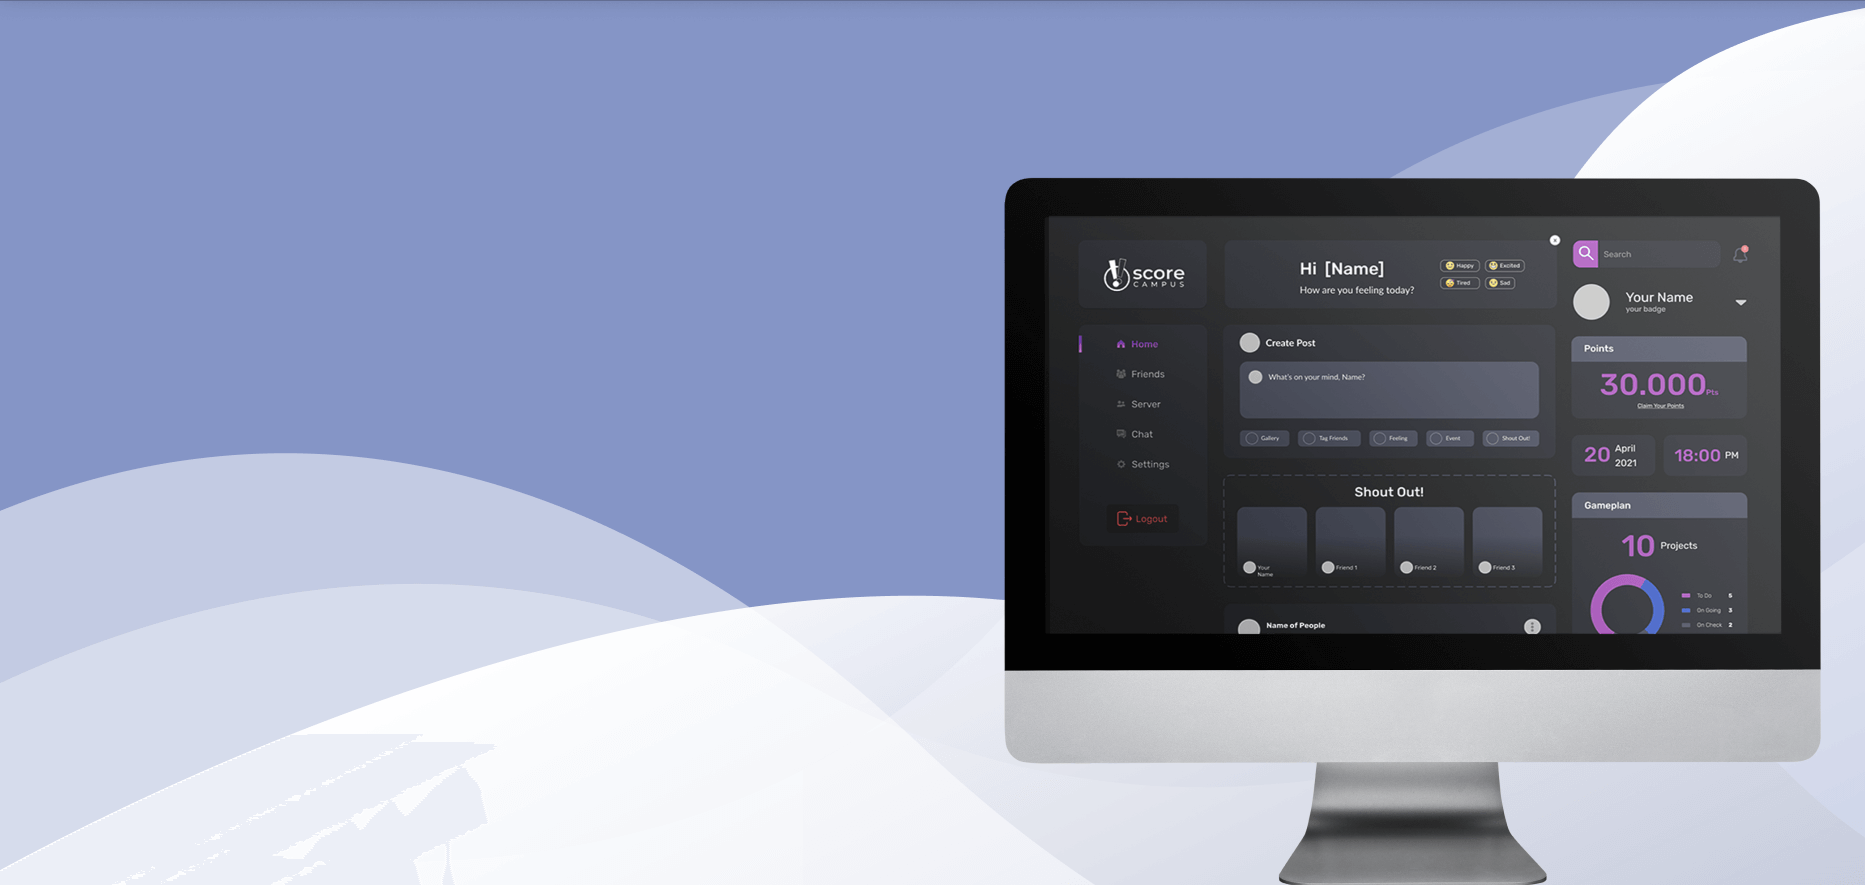 score
CAMPUS
Home
Friends
Server
Chat
Settings
Logout
Hi [Name]
How are you feeling today?
Happy
Excited
Tired
Sad
Create Post
What's on your mind, Name?
Gallery
Tag Friends
Feeling
Event
Shout Out!
Shout Out!
Your
Name
Friend 1
Friend 2
Friend 3
Name of People
Search
Your Name
your badge
Points
30.000Pts
Claim Your Points
20 April
2021
18:00 PM
Gameplan
10 Projects
To Do 5
On Going 3
On Check 2